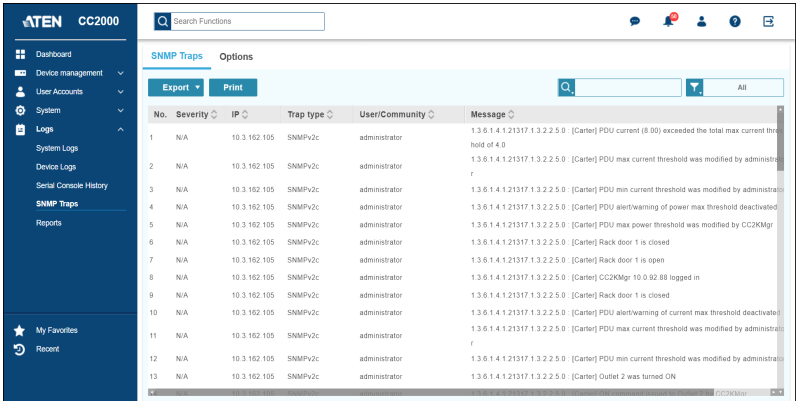 ATEN CC2000
Search Functions
58
Dashboard
Device management
User Accounts
System
Logs
System Logs
Device Logs
Serial Console History
SNMP Traps
Reports
My Favorites
Recent
SNMP Traps Options
Export Print All
No. Severity IP Trap type User/Community Message
1 N/A 10.3.162.105 SNMPv2c administrator 1.3.6.1.4.1.21317.1.3.2.2.5.0 : [Carter] PDU current (8.00) exceeded the total max current thres
hold of 4.0
2 N/A 10.3.162.105 SNMPv2c administrator 1.3.6.1.4.1.21317.1.3.2.2.5.0 : [Carter] PDU max current threshold was modified by administrato
r
3 N/A 10.3.162.105 SNMPv2c administrator 1.3.6.1.4.1.21317.1.3.2.2.5.0 : [Carter] PDU min current threshold was modified by administrator
4 N/A 10.3.162.105 SNMPv2c administrator 1.3.6.1.4.1.21317.1.3.2.2.5.0 : [Carter] PDU alert/warning of power max threshold deactivated
5 N/A 10.3.162.105 SNMPv2c administrator 1.3.6.1.4.1.21317.1.3.2.2.5.0 : [Carter] PDU max power threshold was modified by CC2KMgr
6 N/A 10.3.162.105 SNMPv2c administrator 1.3.6.1.4.1.21317.1.3.2.2.5.0 : [Carter] Rack door 1 is closed
7 N/A 10.3.162.105 SNMPv2c administrator 1.3.6.1.4.1.21317.1.3.2.2.5.0 : [Carter] Rack door 1 is open
8 N/A 10.3.162.105 SNMPv2c administrator 1.3.6.1.4.1.21317.1.3.2.2.5.0 : [Carter] CC2KMgr 10.0.92.88 logged in
9 N/A 10.3.162.105 SNMPv2c administrator 1.3.6.1.4.1.21317.1.3.2.2.5.0 : [Carter] Rack door 1 is closed
10 N/A 10.3.162.105 SNMPv2c administrator 1.3.6.1.4.1.21317.1.3.2.2.5.0 : [Carter] PDU alert/warning of current max threshold deactivated
11 N/A 10.3.162.105 SNMPv2c administrator 1.3.6.1.4.1.21317.1.3.2.2.5.0 : [Carter] PDU max current threshold was modified by administrato
r
12 N/A 10.3.162.105 SNMPv2c administrator 1.3.6.1.4.1.21317.1.3.2.2.5.0 : [Carter] PDU min current threshold was modified by administrator
13 N/A 10.3.162.105 SNMPv2c administrator 1.3.6.1.4.1.21317.1.3.2.2.5.0 : [Carter] Outlet 2 was turned ON